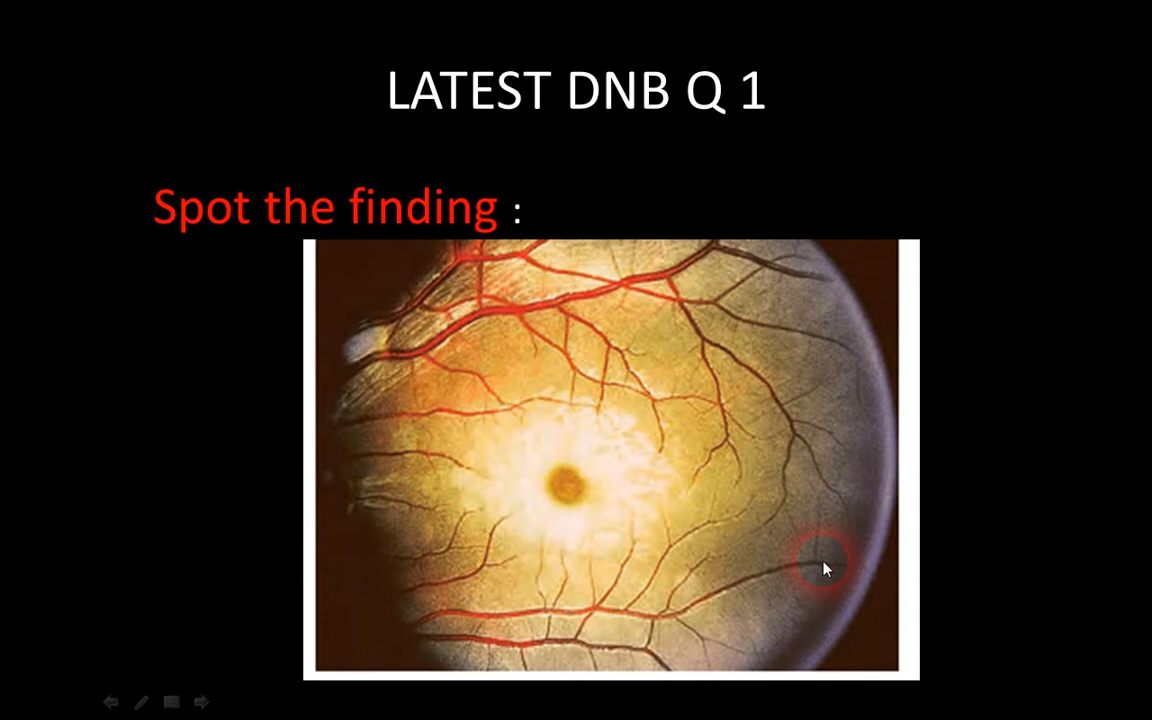 LATEST DNB Q 1
Spot the finding :